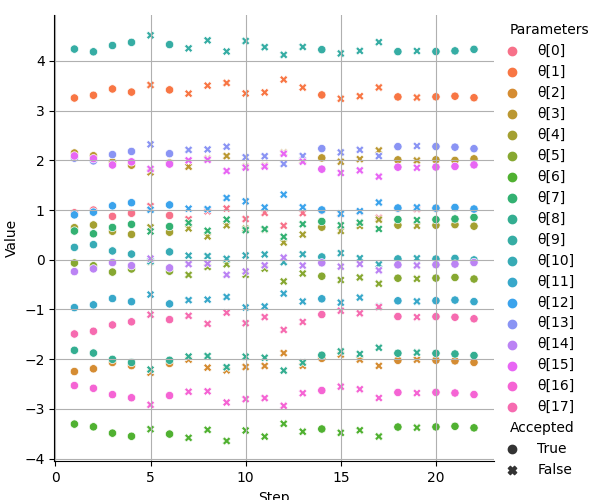 Parameters
θ[0]
θ[1]
θ[2]
θ[3]
θ[4]
θ[5]
θ[6]
θ[7]
θ[8]
θ[9]
θ[10]
θ[11]
θ[12]
θ[13]
θ[14]
θ[15]
θ[16]
θ[17]
Accepted
True
False
Value
4
3
2
1
0
−1
−2
−3
−4
0 5 10 15 20
Step